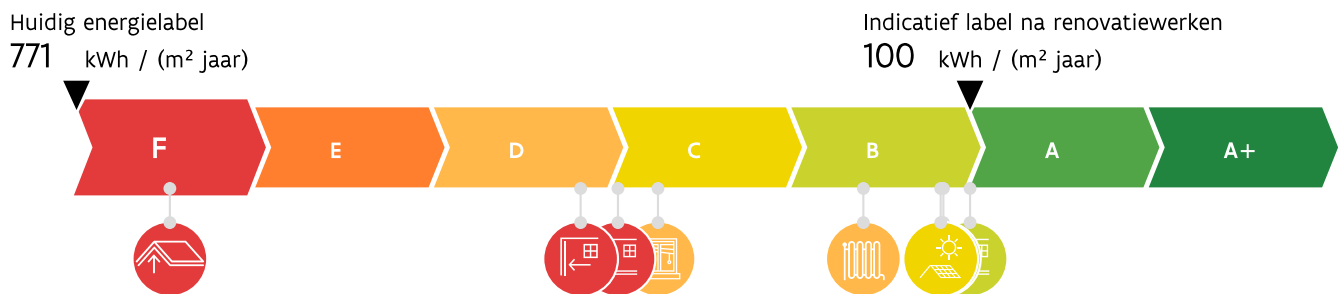 Huidig energielabel
771 kWh / (m² jaar)
Indicatief label na renovatiewerken
100 kWh / (m² jaar)
F E D C B A A+